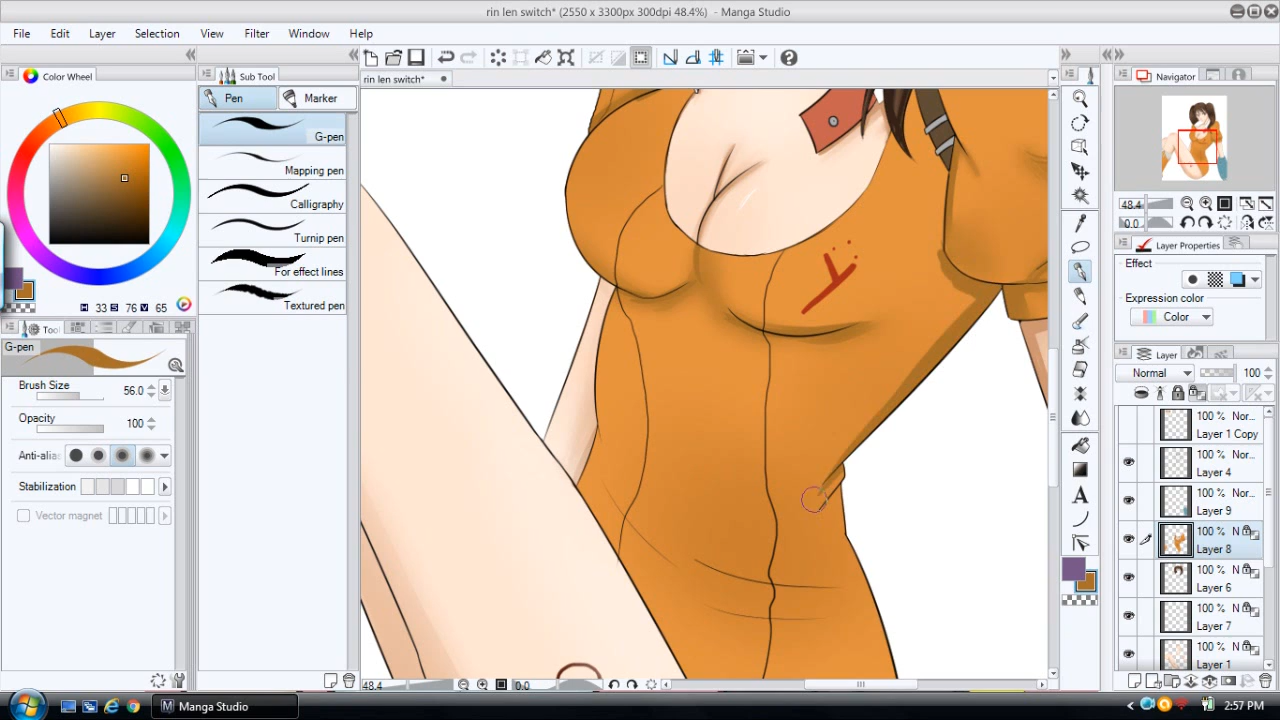 rin len switch* (2550 x 3300px 300dpi 48.4%) - Manga Studio
File Edit Layer Selection View Filter Window Help
Color Wheel
Sub Tool
rin len switch*
Navigator
Pen
Marker
G-pen
Mapping pen
Calligraphy
Turnip pen
For effect lines
Textured pen
H 33 S 76 V 65
Tool
G-pen
Brush Size 56.0
Opacity 100
Anti-alia:
Stabilization
Vector magnet
48.4
0.0
Layer Properties
Effect
Expression color
Color
Layer
Normal 100
100 % Nor...
Layer 1 Copy
100 % Nor...
Layer 4
100 % Nor...
Layer 9
100 % N
Layer 8
100 % N
Layer 6
100 % N
Layer 7
100 % N
Layer 1
48.4 0.0
Manga Studio
2:57 PM